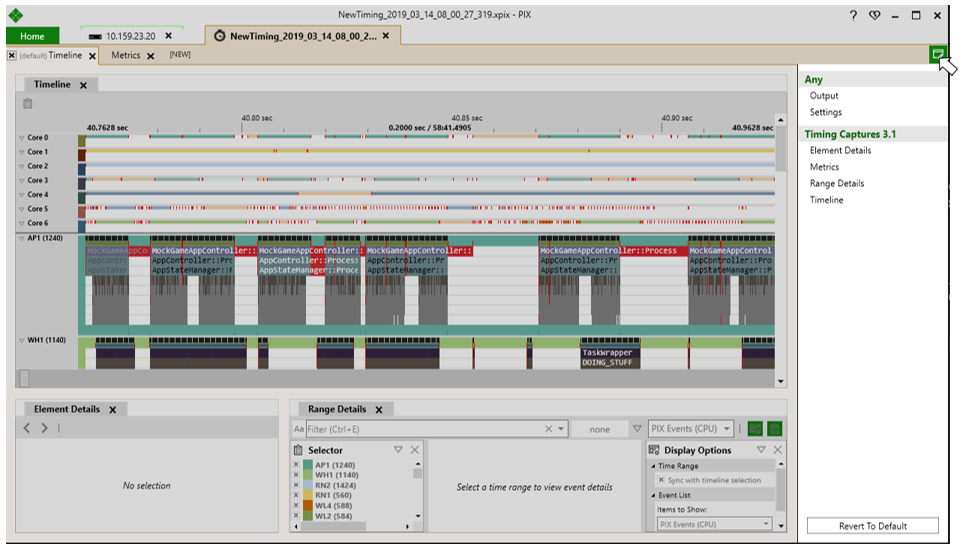 NewTiming_2019_03_14_08_00_27_319.xpix - PIX
Home
10.159.23.20
NewTiming_2019_03_14_08_00_2...
(default) Timeline
Metrics
[NEW]
Timeline
40.80 sec
40.85 sec
40.90 sec
40.7628 sec
0.2000 sec / 58:41.4905
40.9628 sec
Core 0
Core 1
Core 2
Core 3
Core 4
Core 5
Core 6
AP1 (1240)
MockGameAppController::
MockGameAppController::
MockGameAppController::
MockGameAppController::Process
MockGameAppControl
AppController::Pro
AppController::Process
AppController::
AppController::Pro
AppController::P
AppStateManager::F
AppStateManager::Proce
AppStateManager::
AppStateManager::P
AppStateManager:
WH1 (1140)
TaskWrapper
DOING_STUFF
Any
Output
Settings
Timing Captures 3.1
Element Details
Metrics
Range Details
Timeline
Revert To Default
Element Details
No selection
Range Details
Aa Filter (Ctrl+E)
none
PIX Events (CPU)
Selector
AP1 (1240)
WH1 (1140)
RN2 (1424)
RN1 (560)
WL4 (588)
WL2 (584)
Select a time range to view event details
Display Options
Time Range
Sync with timeline selection
Event List
Items to Show:
PIX Events (CPU)